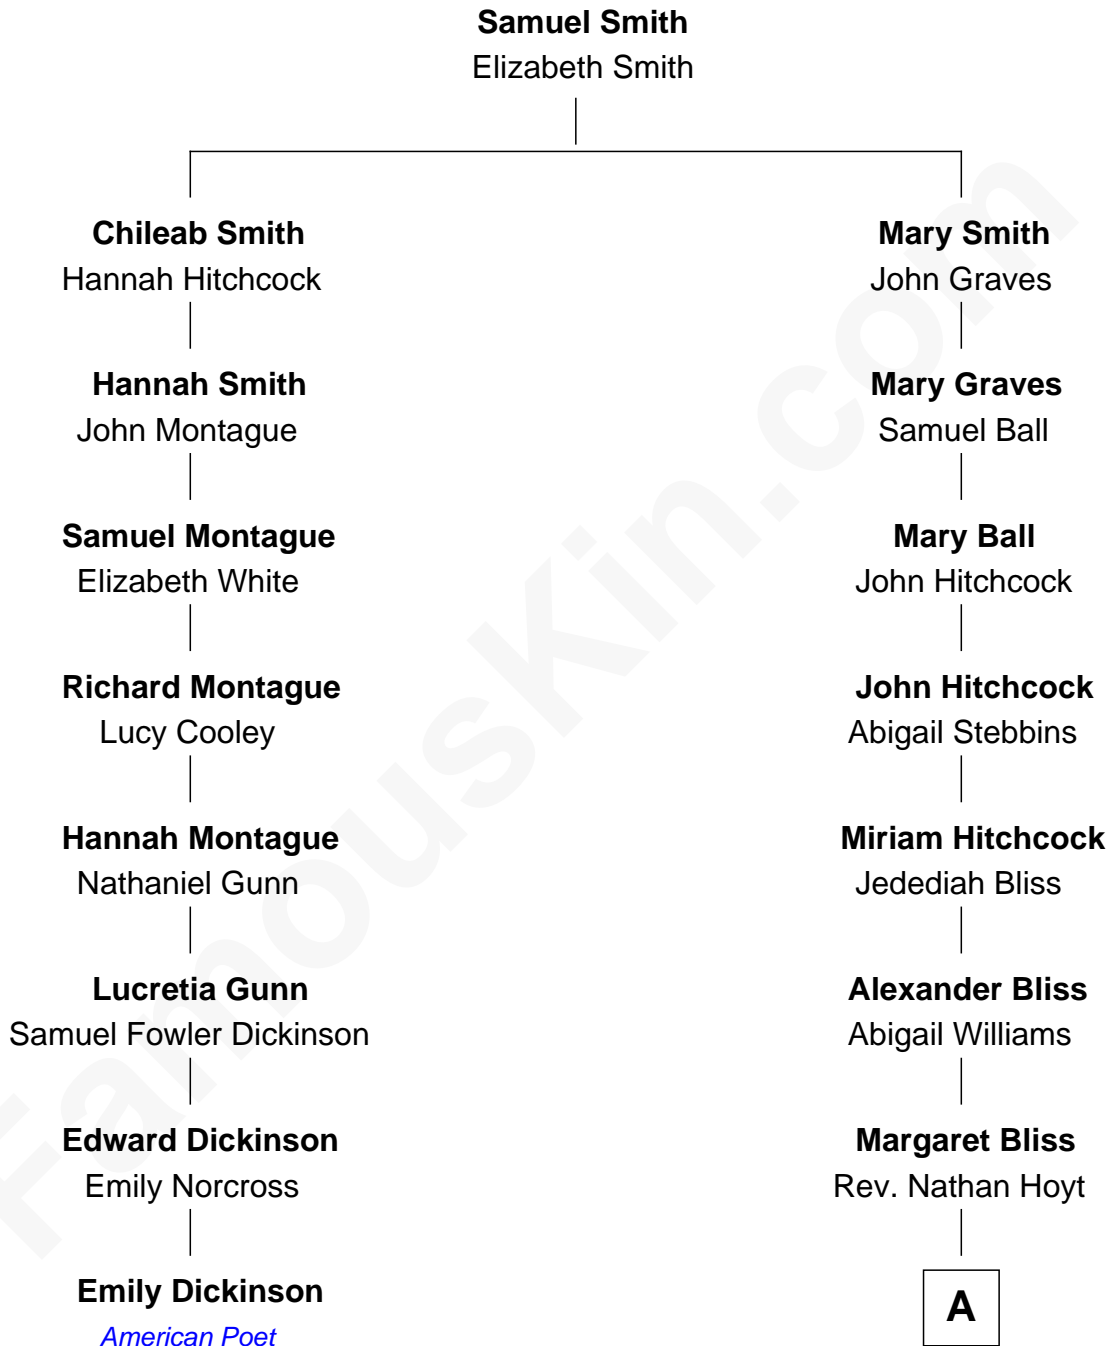 Samuel Smith
Elizabeth Smith
Chileab Smith
Hannah Hitchcock
Mary Smith
John Graves
Hannah Smith
John Montague
Mary Graves
Samuel Ball
Samuel Montague
Elizabeth White
Mary Ball
John Hitchcock
Richard Montague
Lucy Cooley
John Hitchcock
Abigail Stebbins
Hannah Montague
Nathaniel Gunn
Miriam Hitchcock
Jedediah Bliss
Lucretia Gunn
Samuel Fowler Dickinson
Alexander Bliss
Abigail Williams
Edward Dickinson
Emily Norcross
Margaret Bliss
Rev. Nathan Hoyt
Emily Dickinson
American Poet
A
FamousKin.com